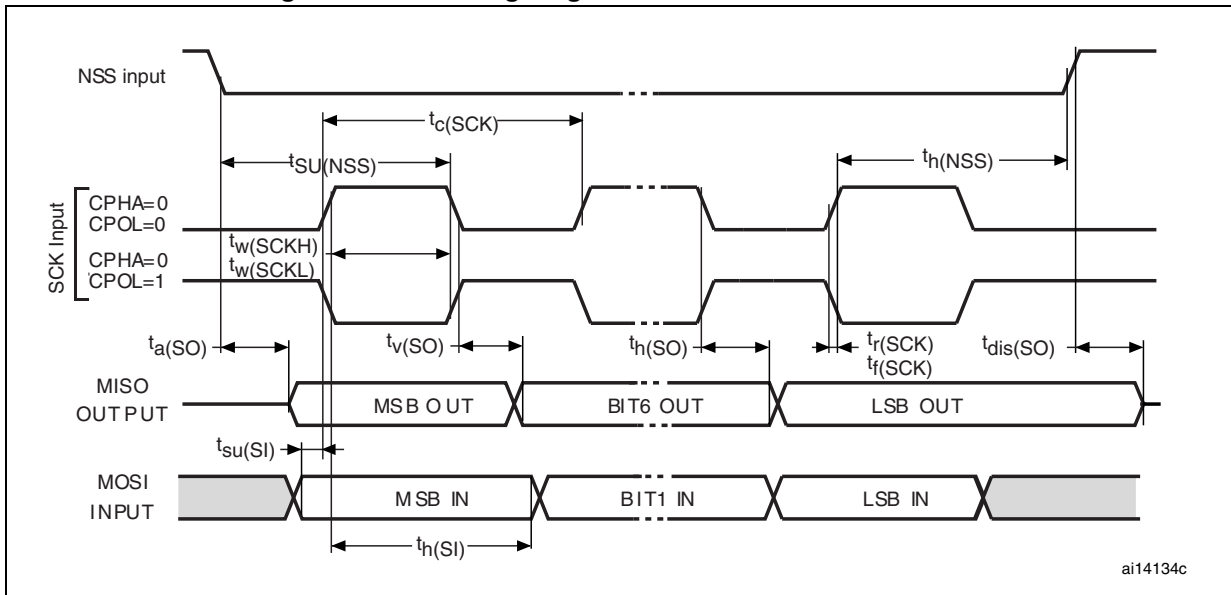 NSS input
tc(SCK)
tSU(NSS)
th(NSS)
SCK Input
CPHA=0
CPOL=0
tw(SCKH)
CPHA=0
tw(SCKL)
CPOL=1
ta(SO)
tv(SO)
th(SO)
tr(SCK)
tf(SCK)
tdis(SO)
MISO
OUTPUT
MSB OUT
BIT6 OUT
LSB OUT
tsu(SI)
MOSI
INPUT
MSB IN
BIT1 IN
LSB IN
th(SI)
ai14134c